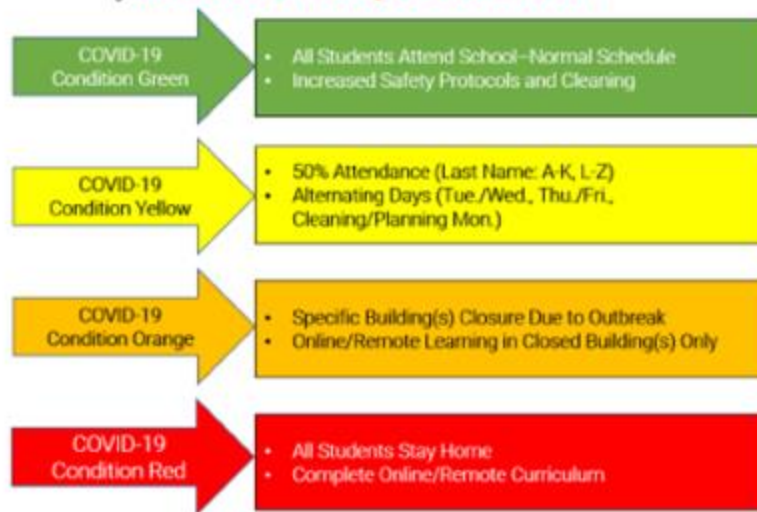 COVID-19
Condition Green
• All Students Attend School–Normal Schedule
• Increased Safety Protocols and Cleaning
COVID-19
Condition Yellow
• 50% Attendance (Last Name: A-K, L-Z)
• Alternating Days (Tue./Wed., Thu./Fri.,
Cleaning/Planning Mon.)
COVID-19
Condition Orange
• Specific Building(s) Closure Due to Outbreak
• Online/Remote Learning in Closed Building(s) Only
COVID-19
Condition Red
• All Students Stay Home
• Complete Online/Remote Curriculum